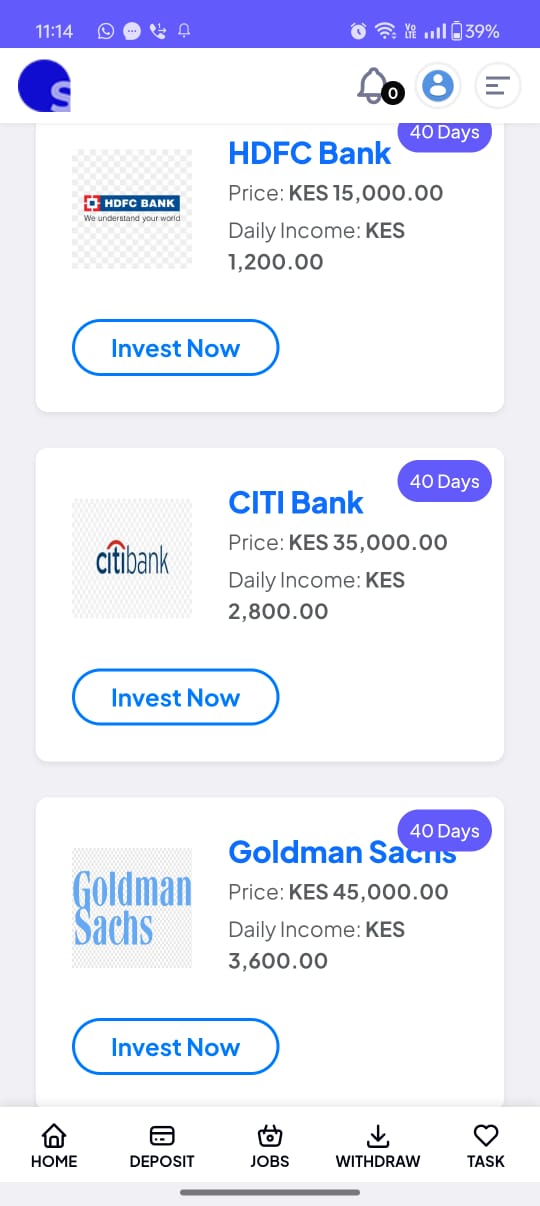 11:14
VO LTE 39%
S
0
40 Days
HDFC Bank
HDFC BANK
We understand your world
Price: KES 15,000.00
Daily Income: KES
1,200.00
Invest Now
40 Days
CITI Bank
citibank
Price: KES 35,000.00
Daily Income: KES
2,800.00
Invest Now
40 Days
Goldman Sachs
Goldman
Sachs
Price: KES 45,000.00
Daily Income: KES
3,600.00
Invest Now
HOME DEPOSIT JOBS WITHDRAW TASK